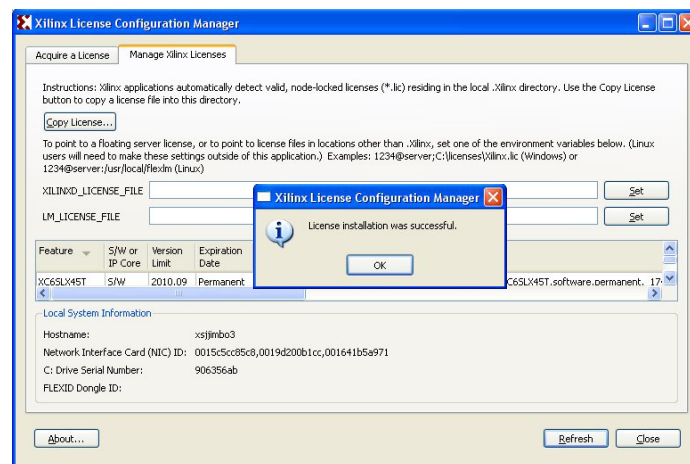 Xilinx License Configuration Manager
Acquire a License
Manage Xilinx Licenses
Instructions: Xilinx applications automatically detect valid, node-locked licenses (*.lic) residing in the local .Xilinx directory. Use the Copy License
button to copy a license file into this directory.
Copy License...
To point to a floating server license, or to point to license files in locations other than .Xilinx, set one of the environment variables below. (Linux
users will need to make these settings outside of this application.) Examples: 1234@server;C:\licenses\Xilinx.lic (Windows) or
1234@server:/usr/local/flexlm (Linux)
XILINXD_LICENSE_FILE
Set
LM_LICENSE_FILE
Set
Xilinx License Configuration Manager
License installation was successful.
OK
Feature
S/W or
IP Core
Version
Limit
Expiration
Date
XC6SLX45T
S/W
2010.09
Permanent
C6SLX45T.software.permanent.
Local System Information
Hostname:
xsjjimbo3
Network Interface Card (NIC) ID:
0015c5cc85c8,0019d200b1cc,001641b5a971
C: Drive Serial Number:
906356ab
FLEXID Dongle ID:
About...
Refresh
Close